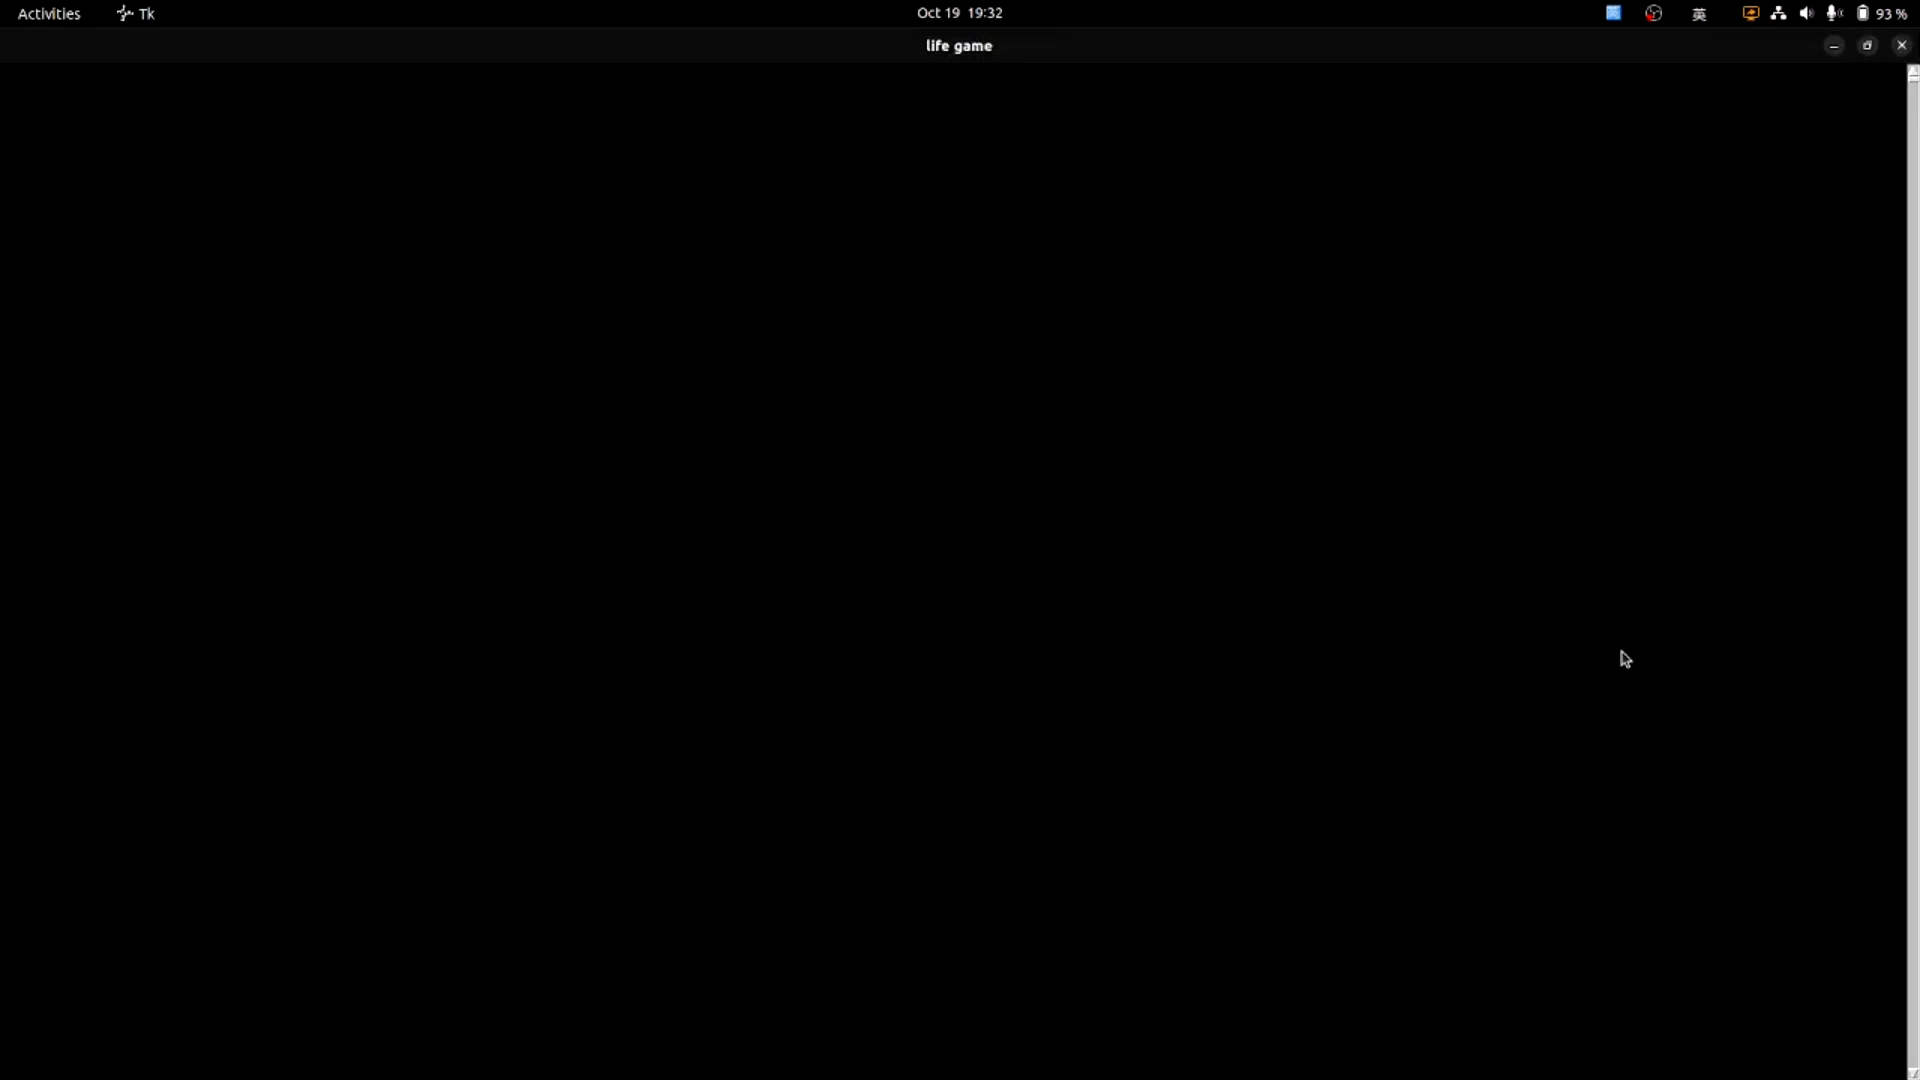 Activities Tk Oct 19 19:32 英 93 %
life game